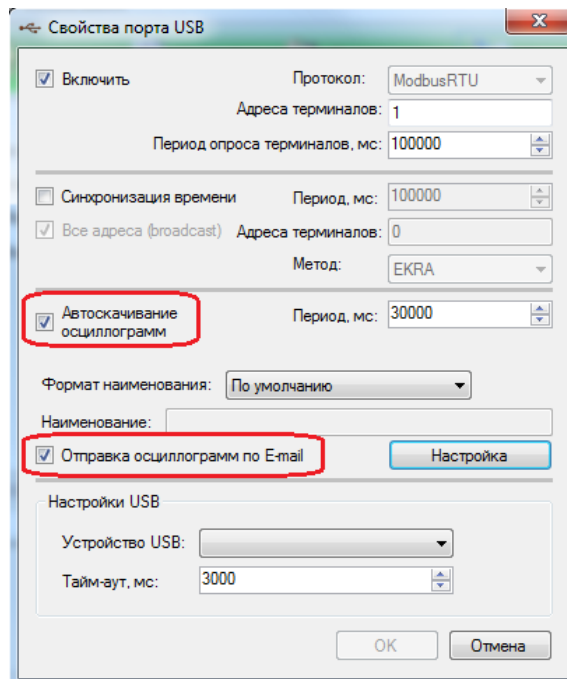 Свойства порта USB
Включить Протокол: ModbusRTU
Адреса терминалов: 1
Период опроса терминалов, мс: 100000
Синхронизация времени Период, мс: 100000
Все адреса (broadcast) Адреса терминалов: 0
Метод: EKRA
Автоскачивание осциллограмм Период, мс: 30000
Формат наименования: По умолчанию
Наименование:
Отправка осциллограмм по E-mail Настройка
Настройки USB
Устройство USB:
Тайм-аут, мс: 3000
OK Отмена